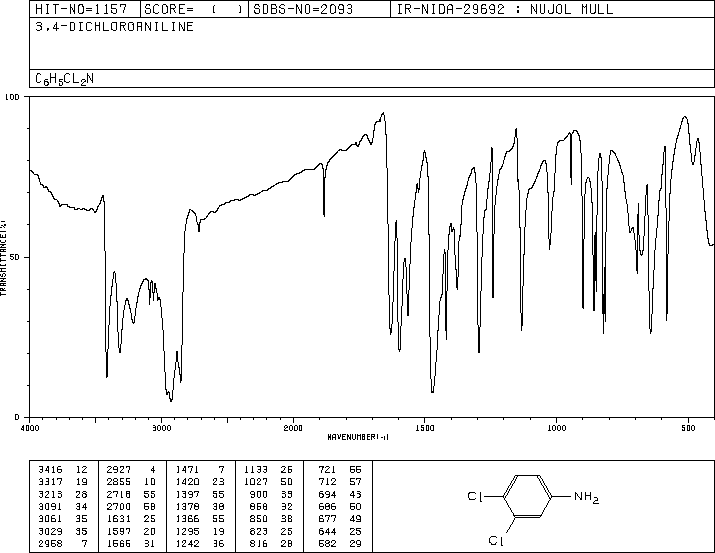 HIT-NO=1157 SCORE= ( ) SDBS-NO=2093 IR-NIDA-29692 : NUJOL MULL
3,4-DICHLOROANILINE
C6H5CL2N
100
TRANSMITTANCE(%)
50
0
4000 3000 2000 1500 1000 500
WAVENUMBER(-1)
3416 12 2927 4 1471 7 1133 26 721 55
3317 19 2855 10 1420 23 1027 50 712 57
3213 28 2718 55 1397 55 900 33 694 43
3091 34 2700 58 1378 38 858 32 686 50
3061 35 1631 25 1366 55 850 38 677 49
3029 35 1597 20 1295 19 823 25 644 25
2958 7 1566 31 1242 36 816 28 582 29
Cl NH2
Cl